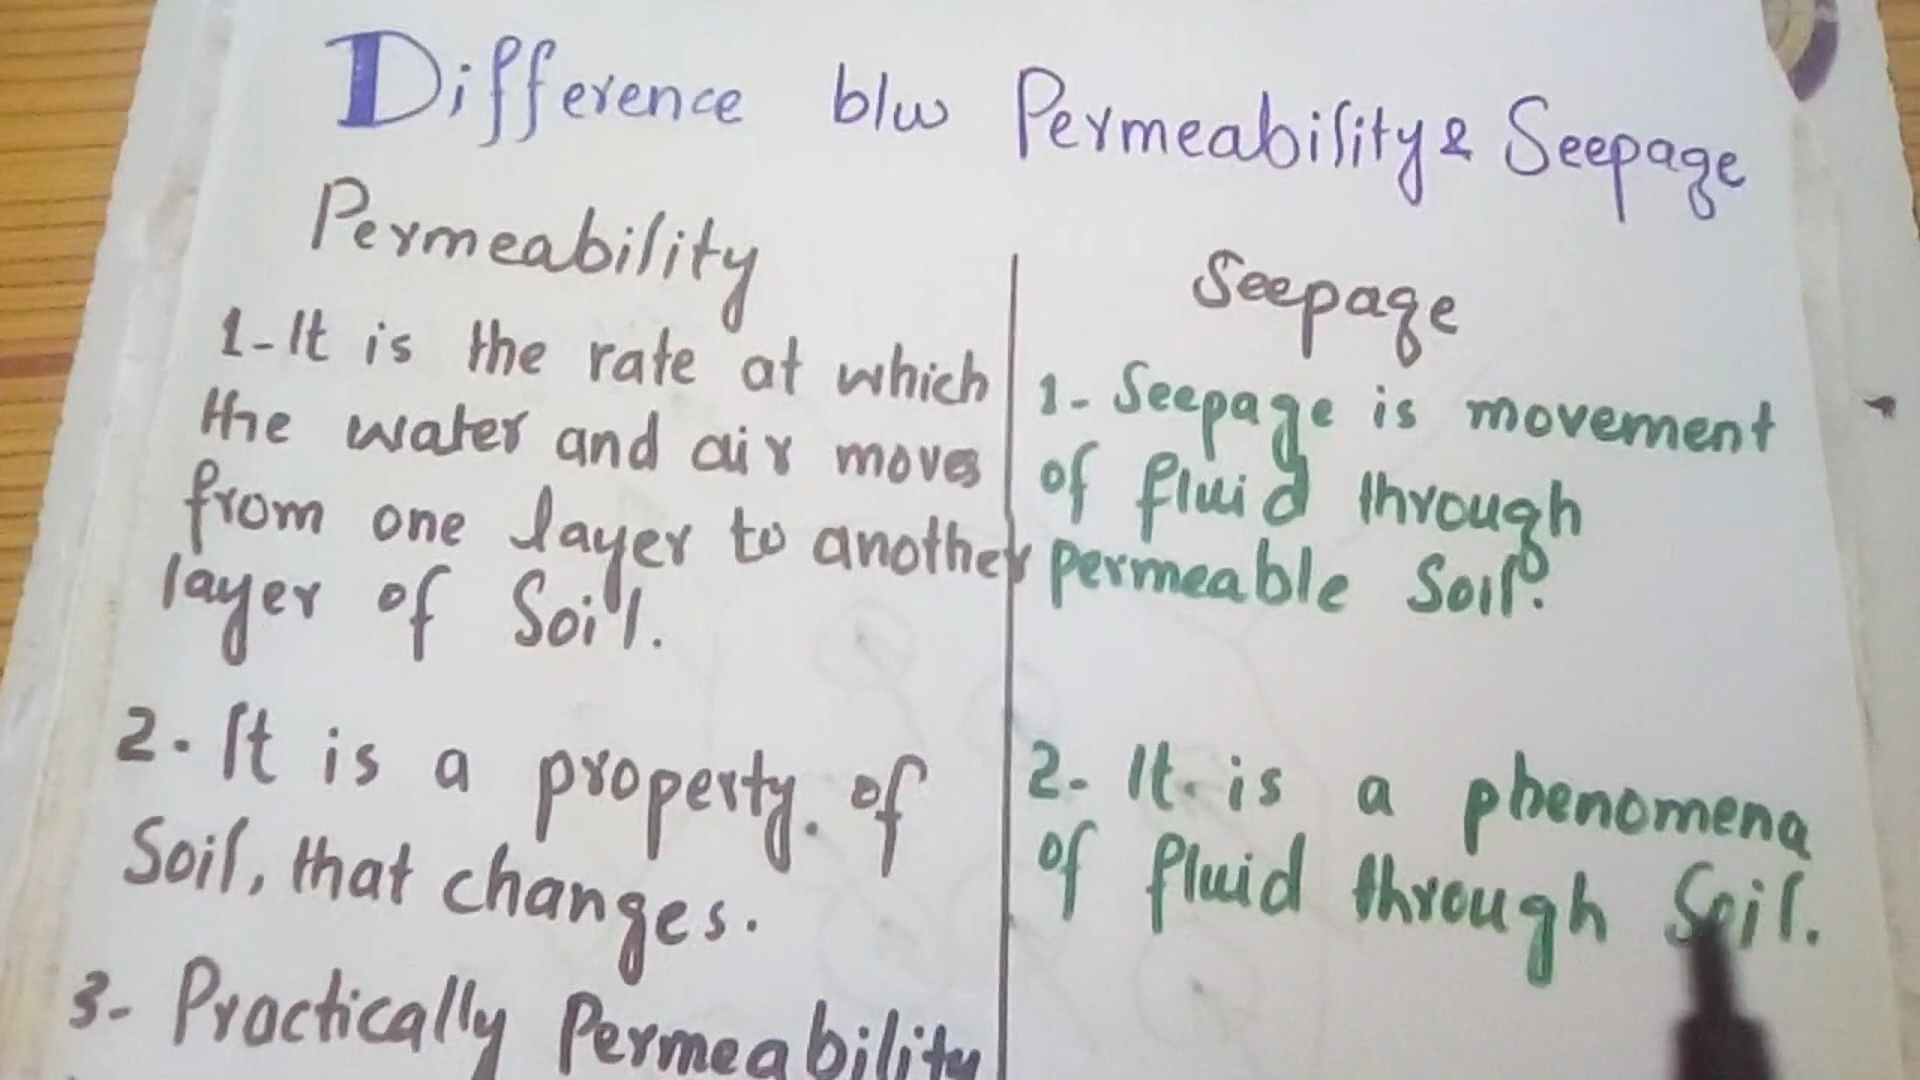 Difference b/w Permeability & Seepage
Permeability
1- It is the rate at which
the water and air moves
from one layer to another
layer of Soil.
2. It is a property. of
Soil, that changes.
3- Practically Permeability
Seepage
1- Seepage is movement
of fluid through
permeable Soil.
2- It is a phenomena
of fluid through Soil.